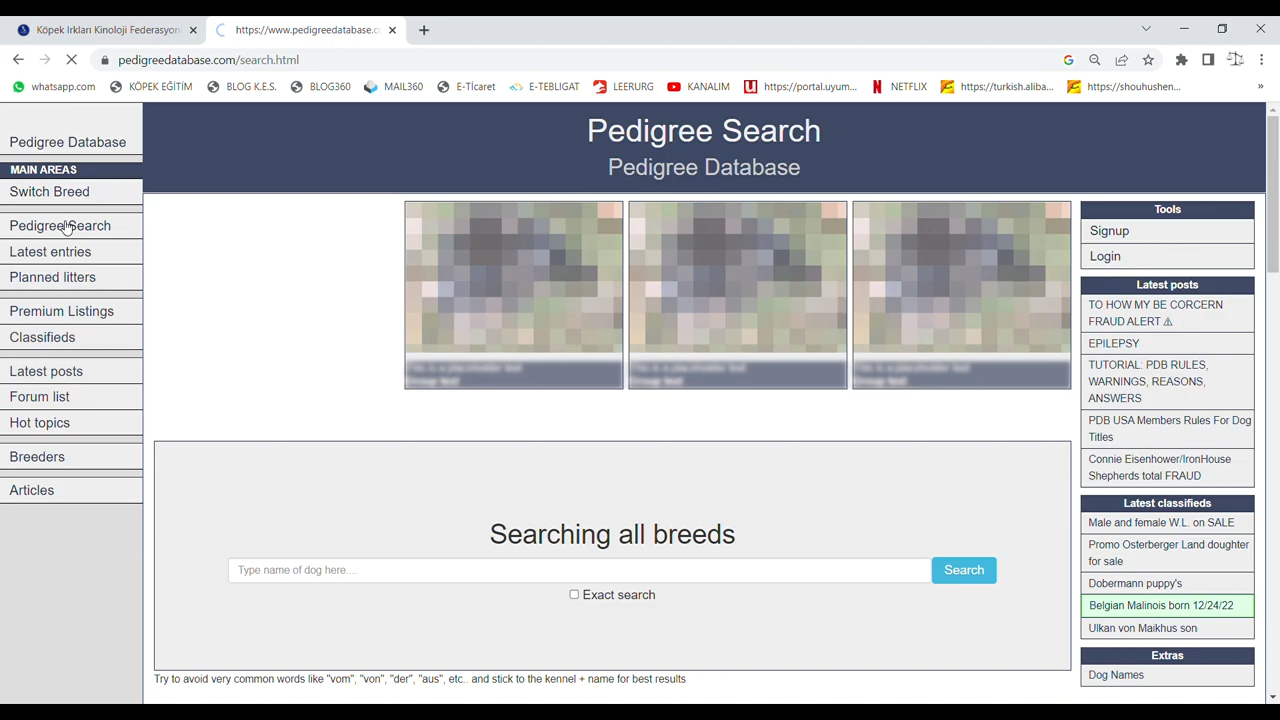 Köpek Irkları Kinoloji Federasyon
https://www.pedigreedatabase.c
pedigreedatabase.com/search.html
whatsapp.com
KÖPEK EĞİTİM
BLOG K.E.S.
BLOG360
MAIL360
E-Ticaret
E-TEBLIGAT
LEERBURG
KANALIM
https://portal.uyum...
NETFLIX
https://turkish.aliba...
https://shouhushen...
»
Pedigree Database
MAIN AREAS
Switch Breed
Pedigree Search
Latest entries
Planned litters
Premium Listings
Classifieds
Latest posts
Forum list
Hot topics
Breeders
Articles
Pedigree Search
Pedigree Database
Searching all breeds
Type name of dog here....
Search
Exact search
Try to avoid very common words like "vom", "von", "der", "aus", etc.. and stick to the kennel + name for best results
Tools
Signup
Login
Latest posts
TO HOW MY BE CORCERN
FRAUD ALERT ⚠
EPILEPSY
TUTORIAL: PDB RULES,
WARNINGS, REASONS,
ANSWERS
PDB USA Members Rules For Dog
Titles
Connie Eisenhower/IronHouse
Shepherds total FRAUD
Latest classifieds
Male and female W.L. on SALE
Promo Osterberger Land doughter
for sale
Dobermann puppy's
Belgian Malinois born 12/24/22
Ulkan von Maikhus son
Extras
Dog Names